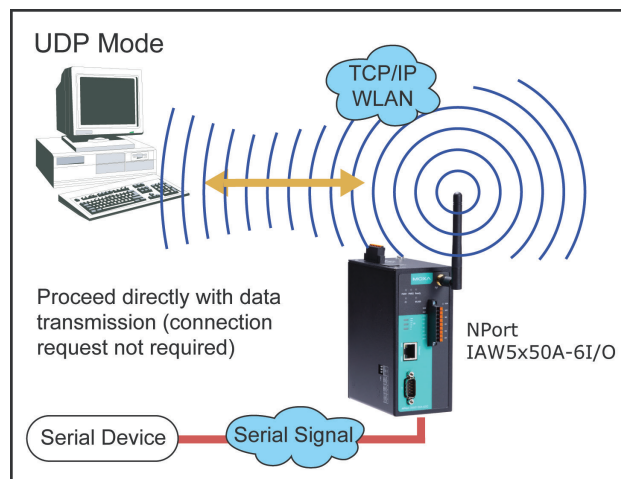 UDP Mode
TCP/IP
WLAN
Proceed directly with data
transmission (connection
request not required)
MOXA
NPort
IAW5x50A-6I/O
Serial Device
Serial Signal